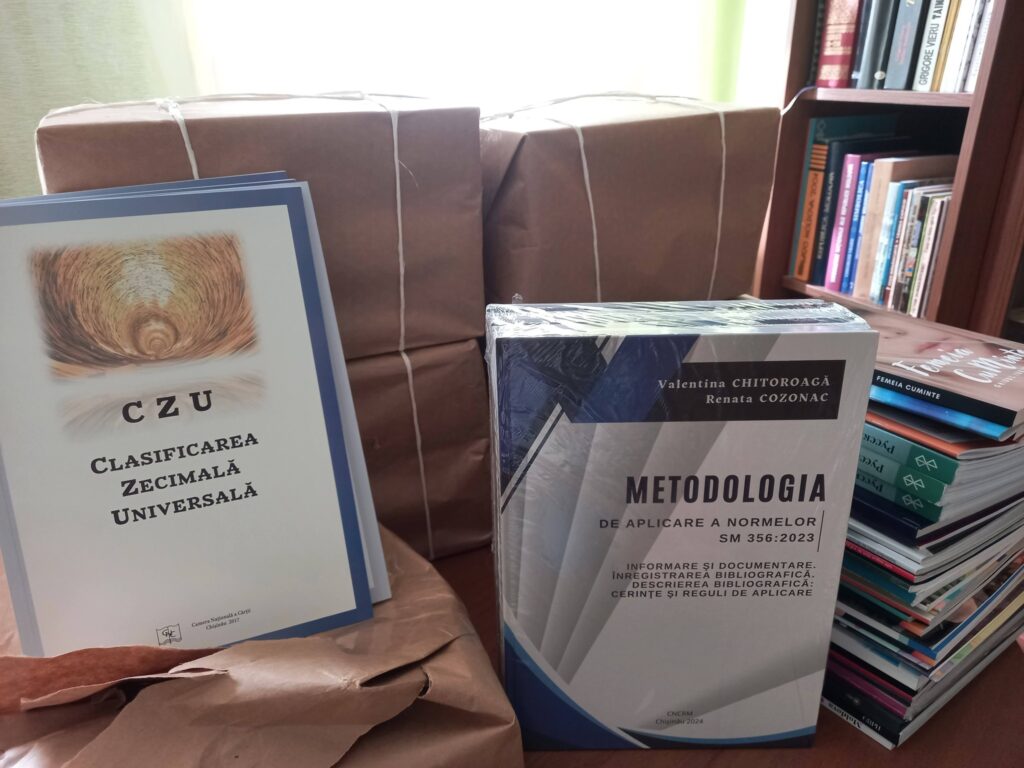 CZU
CLASIFICAREA
ZECIMALĂ
UNIVERSALĂ
Camera Națională a Cărții
Chișinău 2017
Valentina CHITOROAGĂ
Renata COZONAC
METODOLOGIA
DE APLICARE A NORMELOR
SM 356:2023
INFORMARE ȘI DOCUMENTARE.
ÎNREGISTRAREA BIBLIOGRAFICĂ.
DESCRIEREA BIBLIOGRAFICĂ:
CERINȚE ȘI REGULI DE APLICARE
CNCRM
Chișinău 2024
GRIGORE VIERU
Femeia
FEMEIA CUMINTE